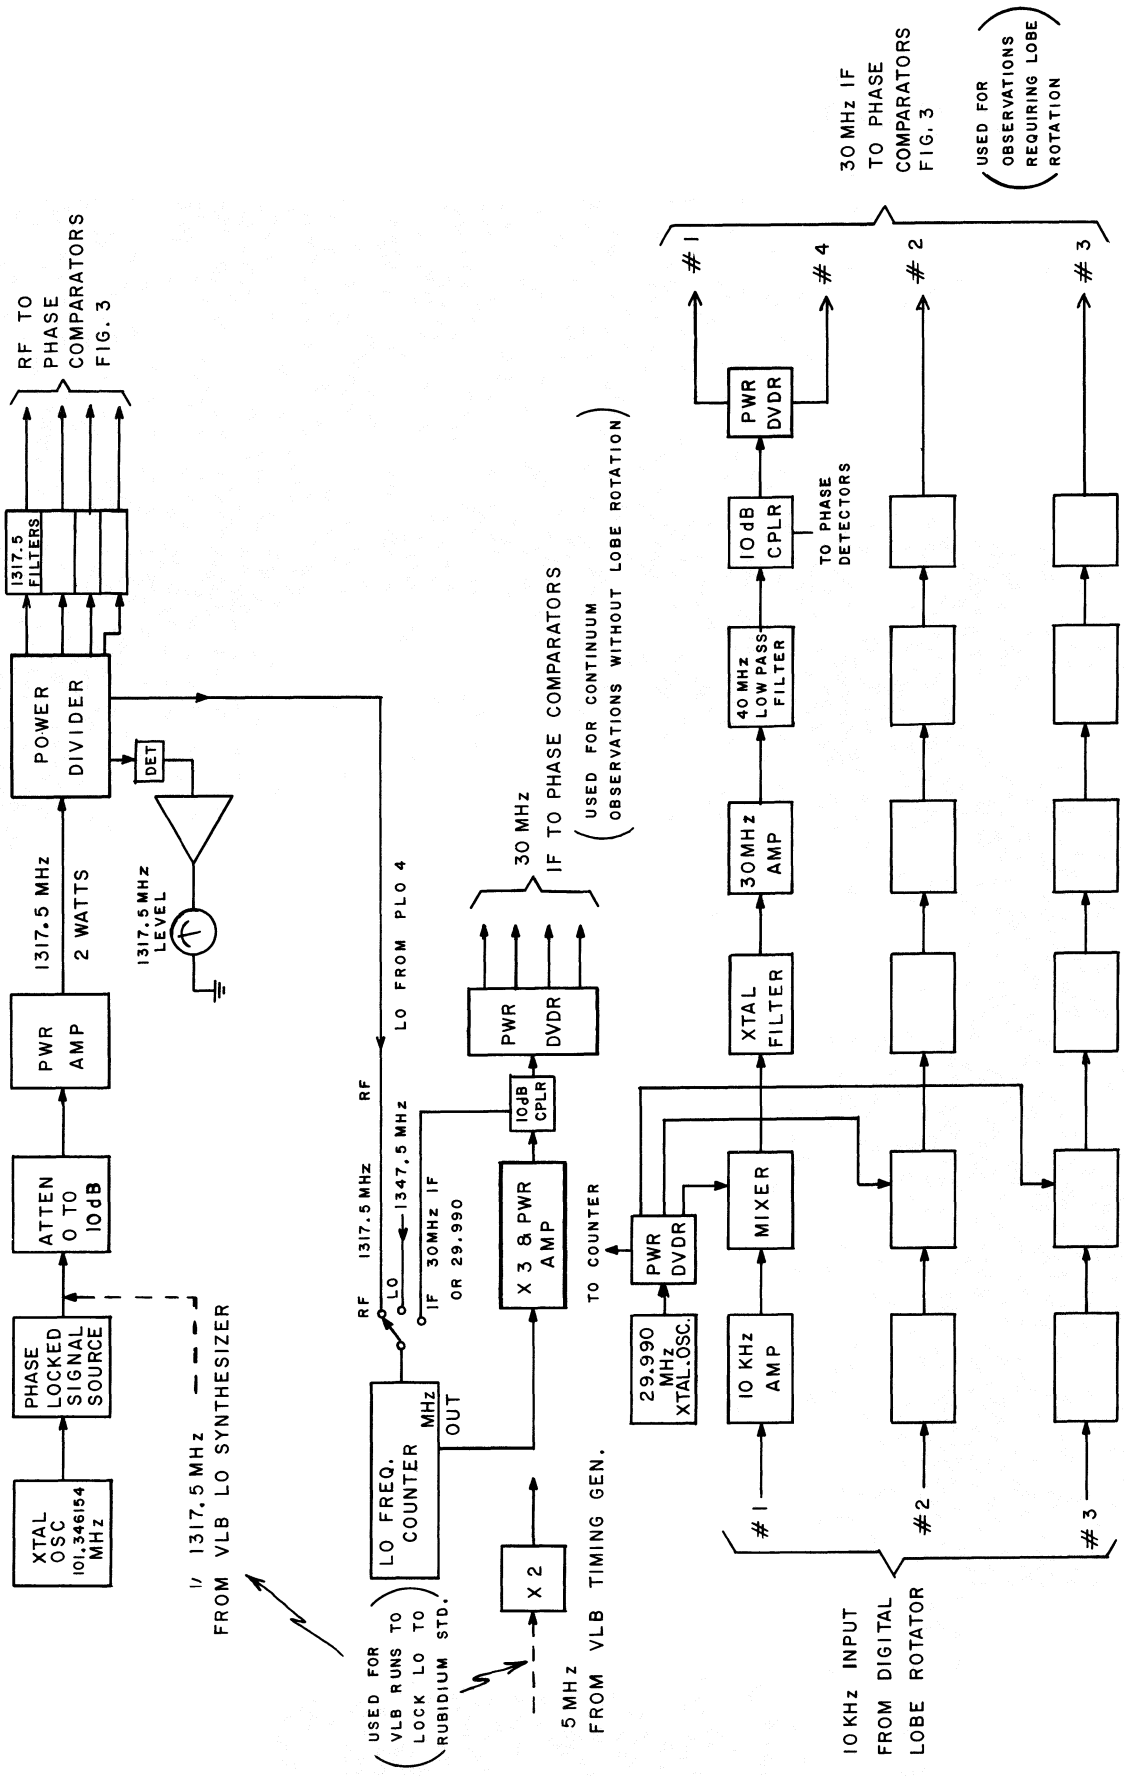 XTAL
OSC
101.346154
MHz
PHASE
LOCKED
SIGNAL
SOURCE
ATTEN
0 TO
10dB
PWR
AMP
1317.5 MHz
2 WATTS
POWER
DIVIDER
1317.5
FILTERS
RF TO
PHASE
COMPARATORS
FIG. 3
DET
1317.5MHz
LEVEL
1317.5 MHz
FROM VLB LO SYNTHESIZER
(USED FOR
VLB RUNS TO
LOCK LO TO
RUBIDIUM STD.)
LO FREQ.
COUNTER
MHz
OUT
RF
1317.5MHz
RF
LO
1347.5 MHz
LO FROM PLO 4
IF 30MHz IF
OR 29.990
5 MHz
FROM VLB TIMING GEN.
X 2
X 3 & PWR
AMP
10dB
CPLR
PWR
DVDR
30 MHz
IF TO PHASE COMPARATORS
(USED FOR CONTINUUM
OBSERVATIONS WITHOUT LOBE ROTATION)
TO COUNTER
29.990
MHz
XTAL.OSC.
PWR
DVDR
10 KHz INPUT
FROM DIGITAL
LOBE ROTATOR
#1
10 KHz
AMP
MIXER
XTAL
FILTER
30MHz
AMP
40 MHz
LOW PASS
FILTER
10dB
CPLR
TO PHASE
DETECTORS
PWR
DVDR
#1
#4
#2
#2
#3
#3
30MHz IF
TO PHASE
COMPARATORS
FIG. 3
(USED FOR
OBSERVATIONS
REQUIRING LOBE
ROTATION)